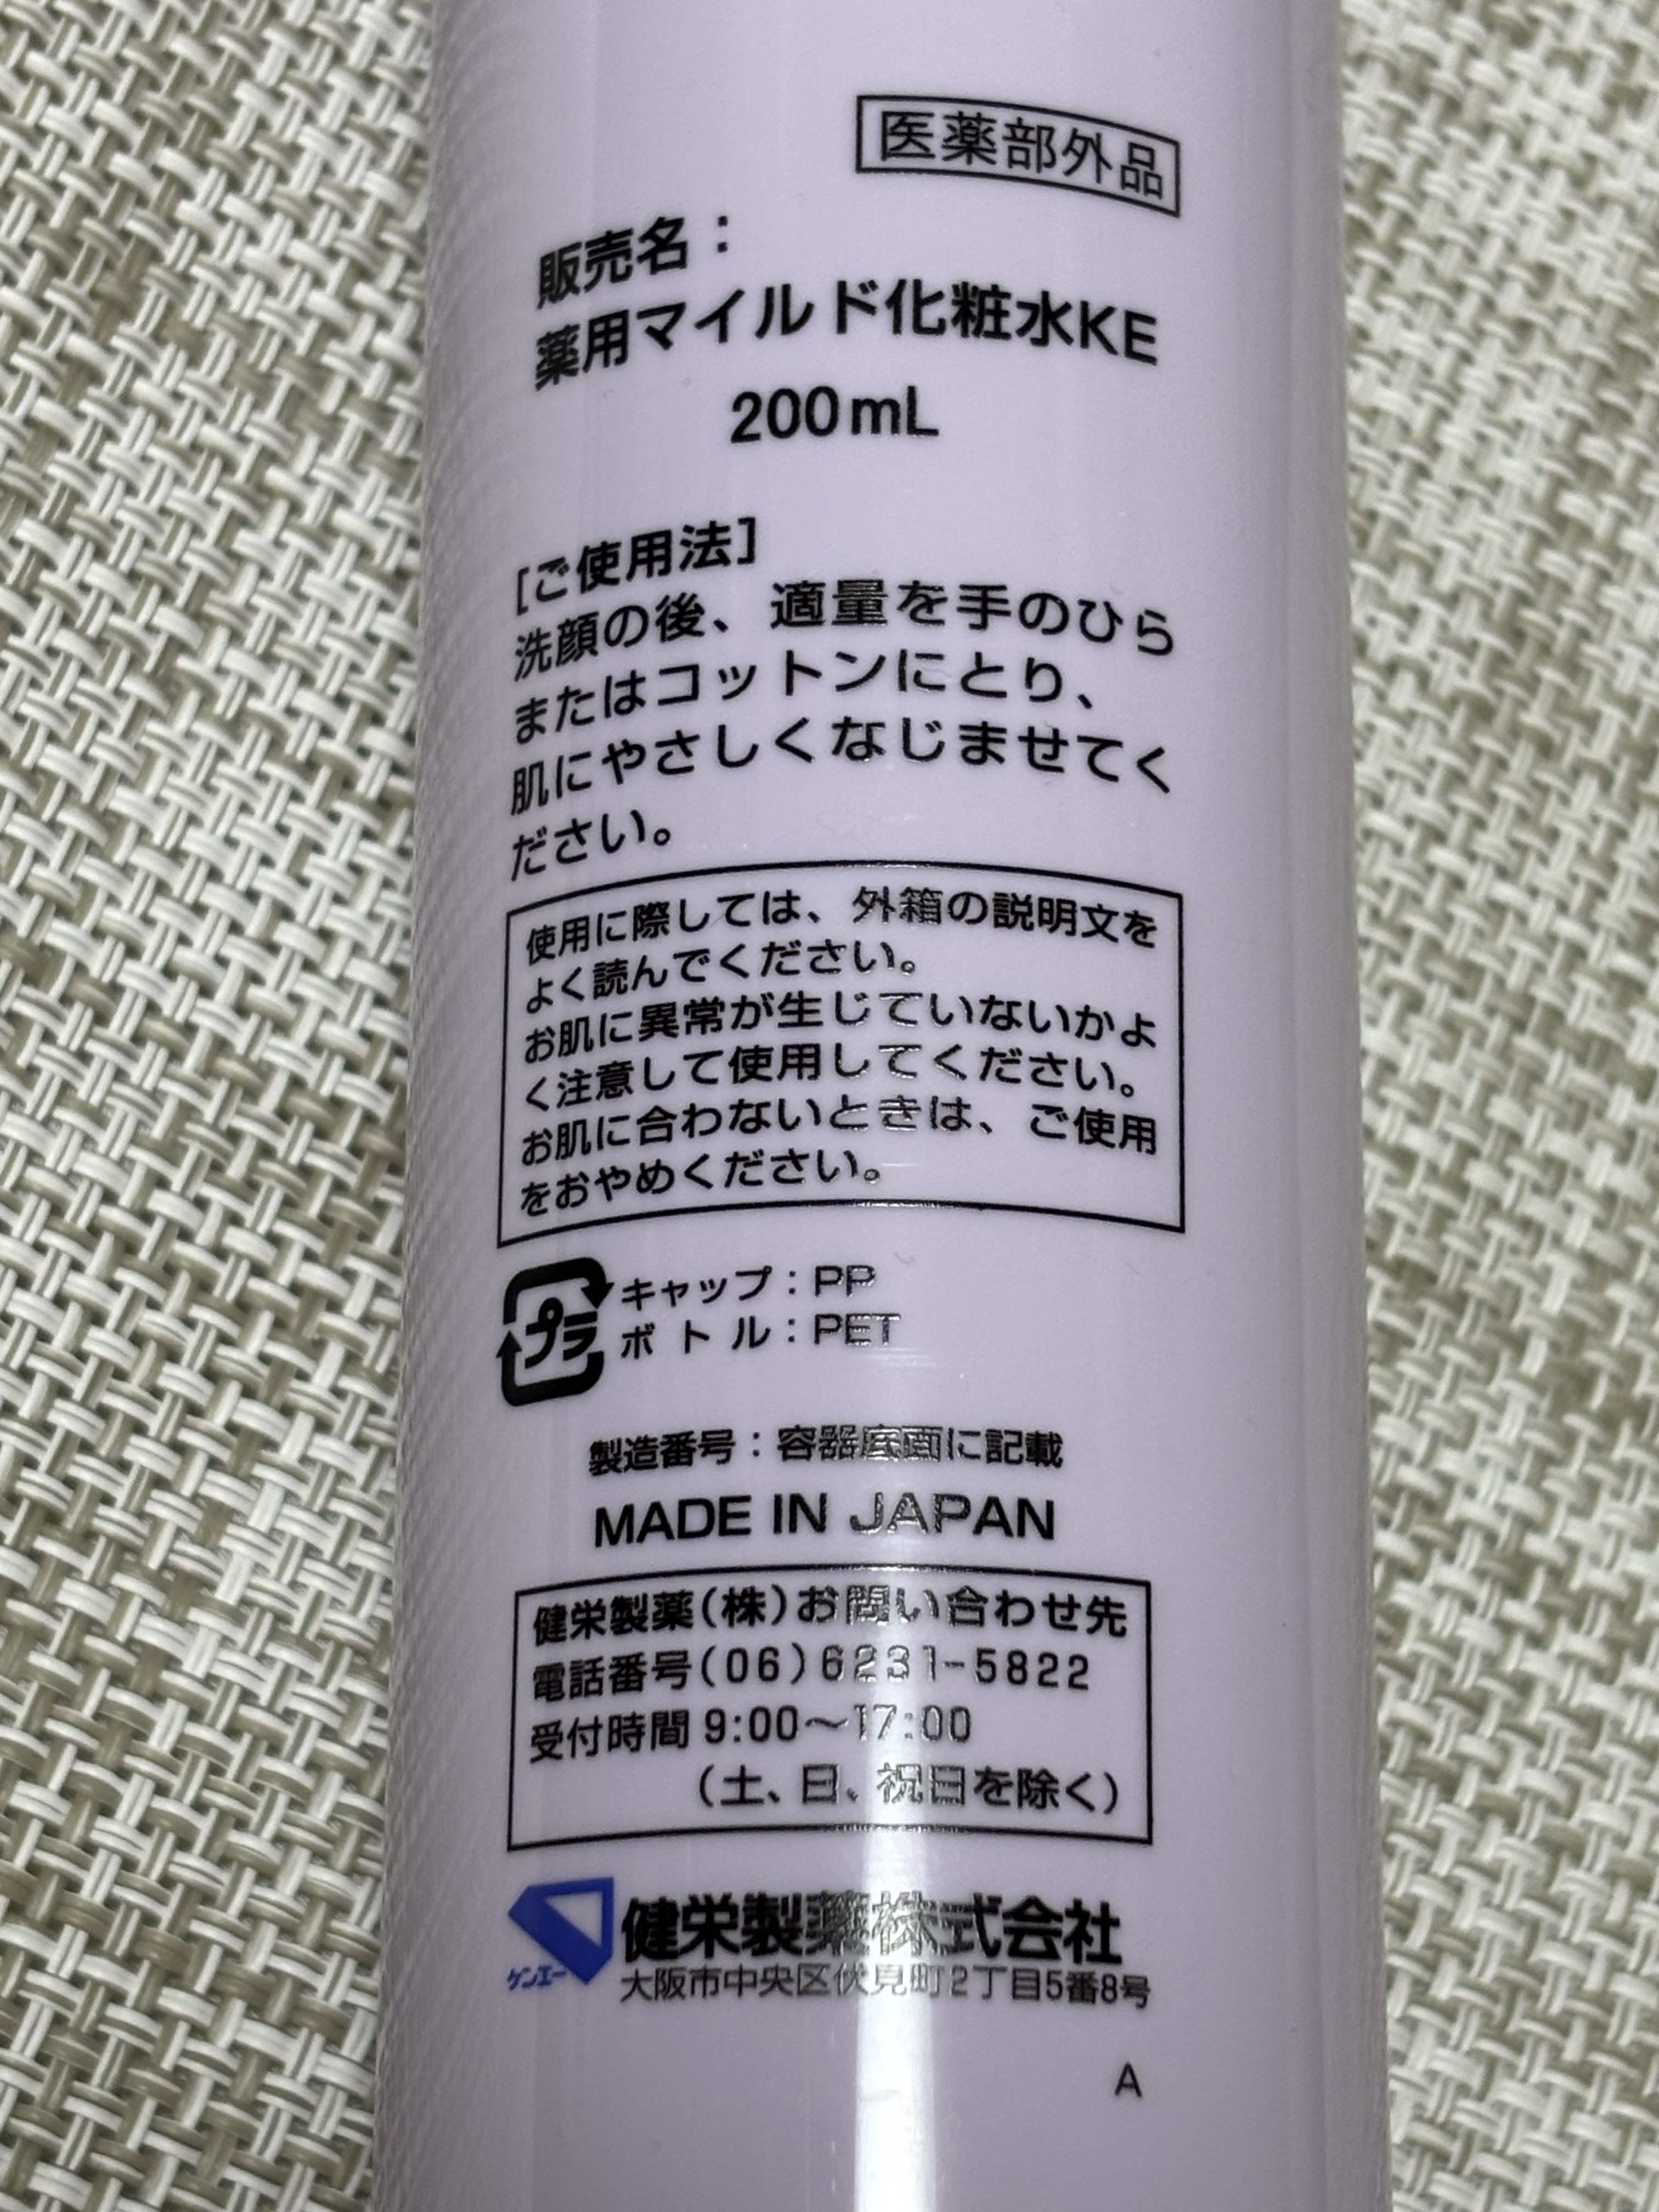 医薬部外品
販売名：
薬用マイルド化粧水KE
200mL
[ご使用法]
洗顔の後、適量を手のひら
またはコットンにとり、
肌にやさしくなじませてく
ださい。
使用に際しては、外箱の説明文を
よく読んでください。
お肌に異常が生じていないかよ
く注意して使用してください。
お肌に合わないときは、ご使用
をおやめください。
プラ
キャップ：PP
ボトル：PET
製造番号：容器底面に記載
MADE IN JAPAN
健栄製薬(株)お問い合わせ先
電話番号(06)6231-5822
受付時間 9:00～17:00
(土、日、祝日を除く)
ケンエー
健栄製薬株式会社
大阪市中央区伏見町2丁目5番8号
A